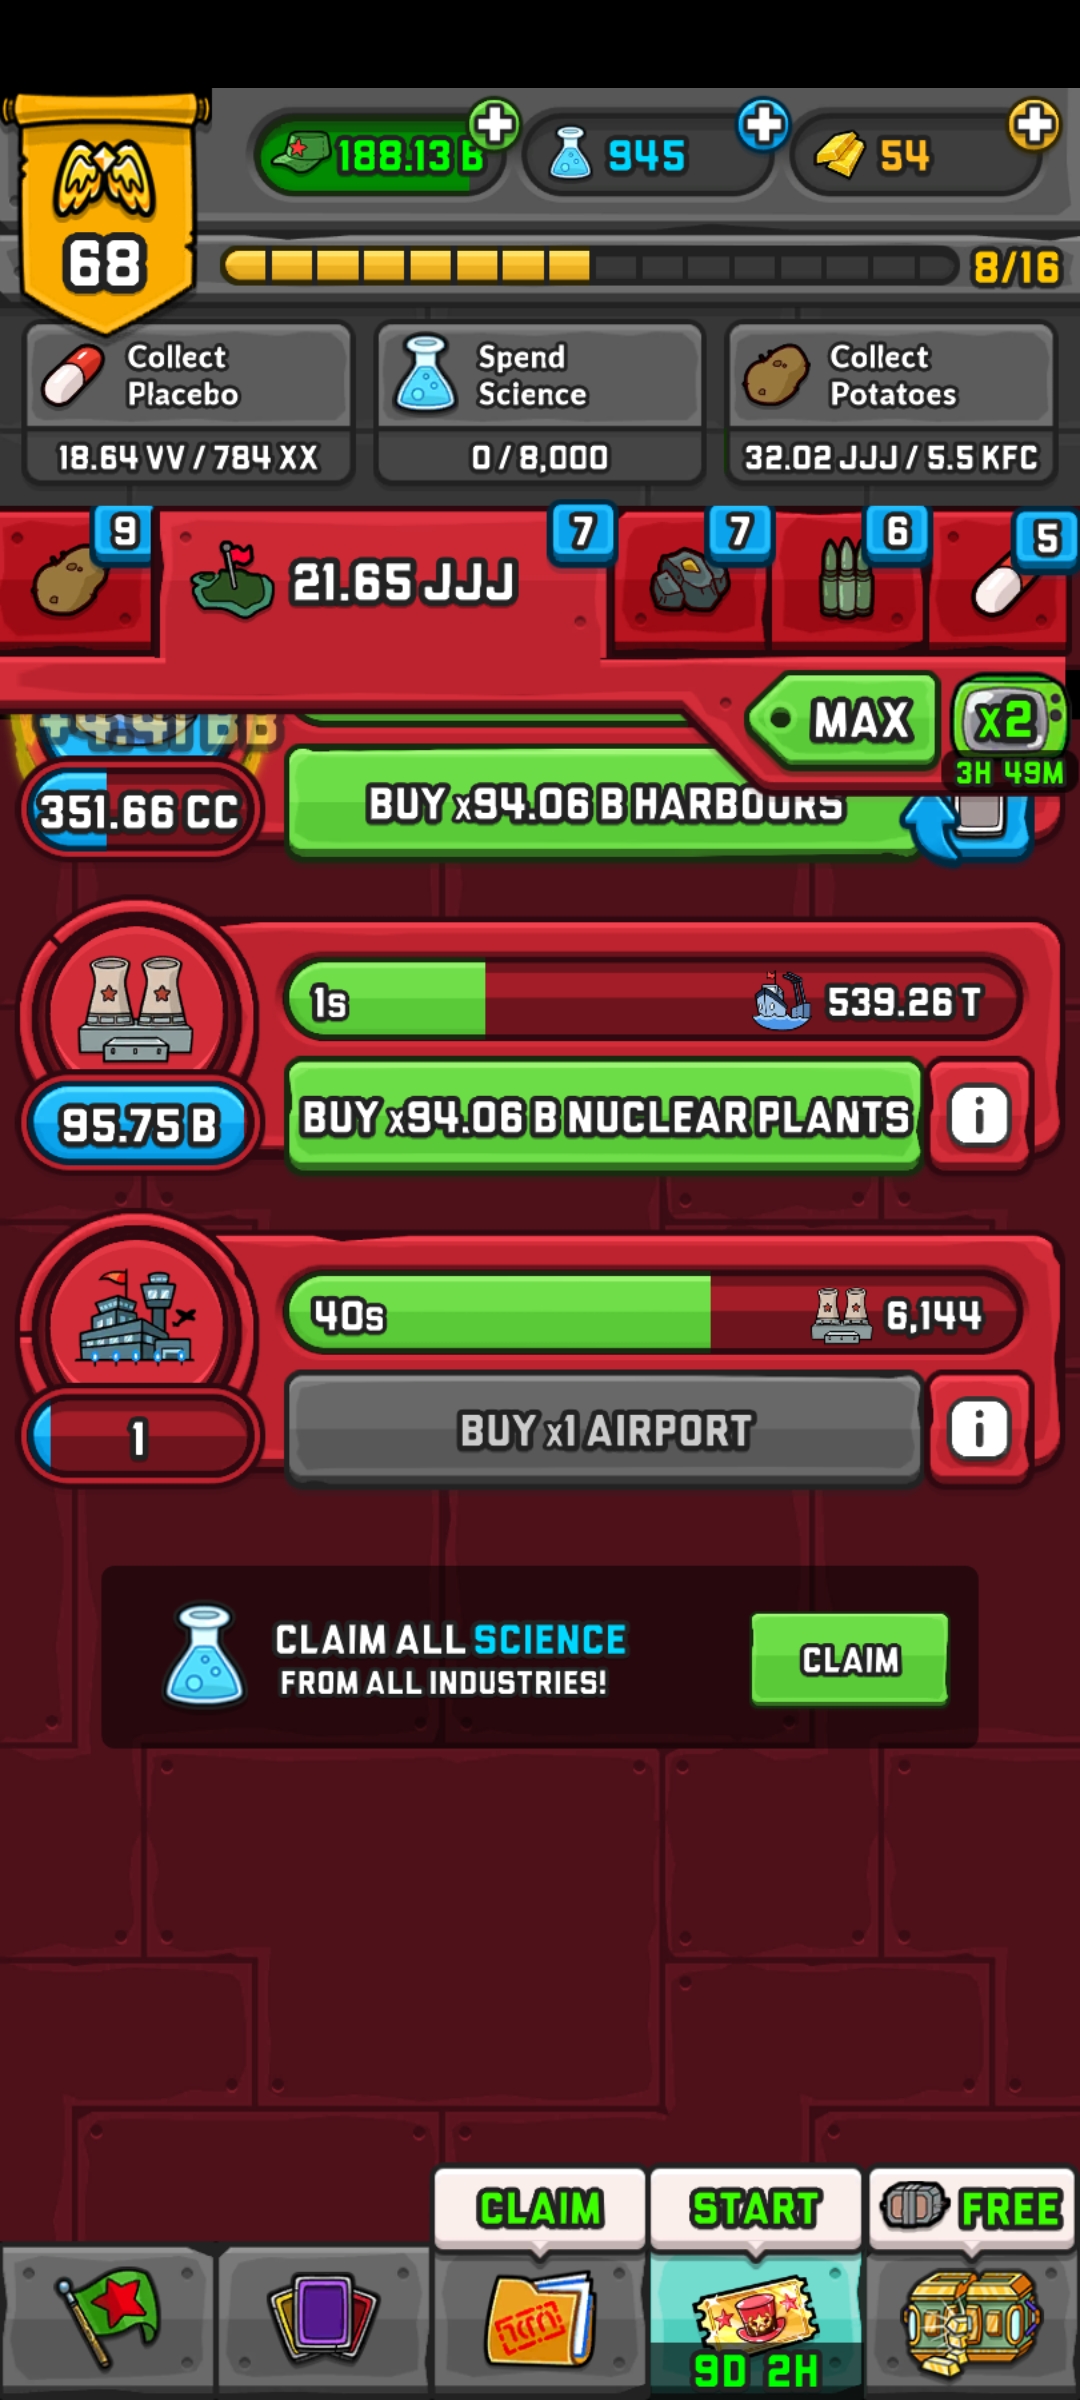 188.13 B
945
54
68
8/16
Collect
Placebo
18.64 VV / 784 XX
Spend
Science
0 / 8,000
Collect
Potatoes
32.02 JJJ / 5.5 KFC
9
21.65 JJJ
7
7
6
5
MAX
x2
3H 49M
+4.41 BB
351.66 CC
BUY x94.06 B HARBOURS
1s
539.26 T
95.75 B
BUY x94.06 B NUCLEAR PLANTS
i
40s
6,144
1
BUY x1 AIRPORT
i
CLAIM ALL SCIENCE
FROM ALL INDUSTRIES!
CLAIM
CLAIM
START
FREE
9D 2H